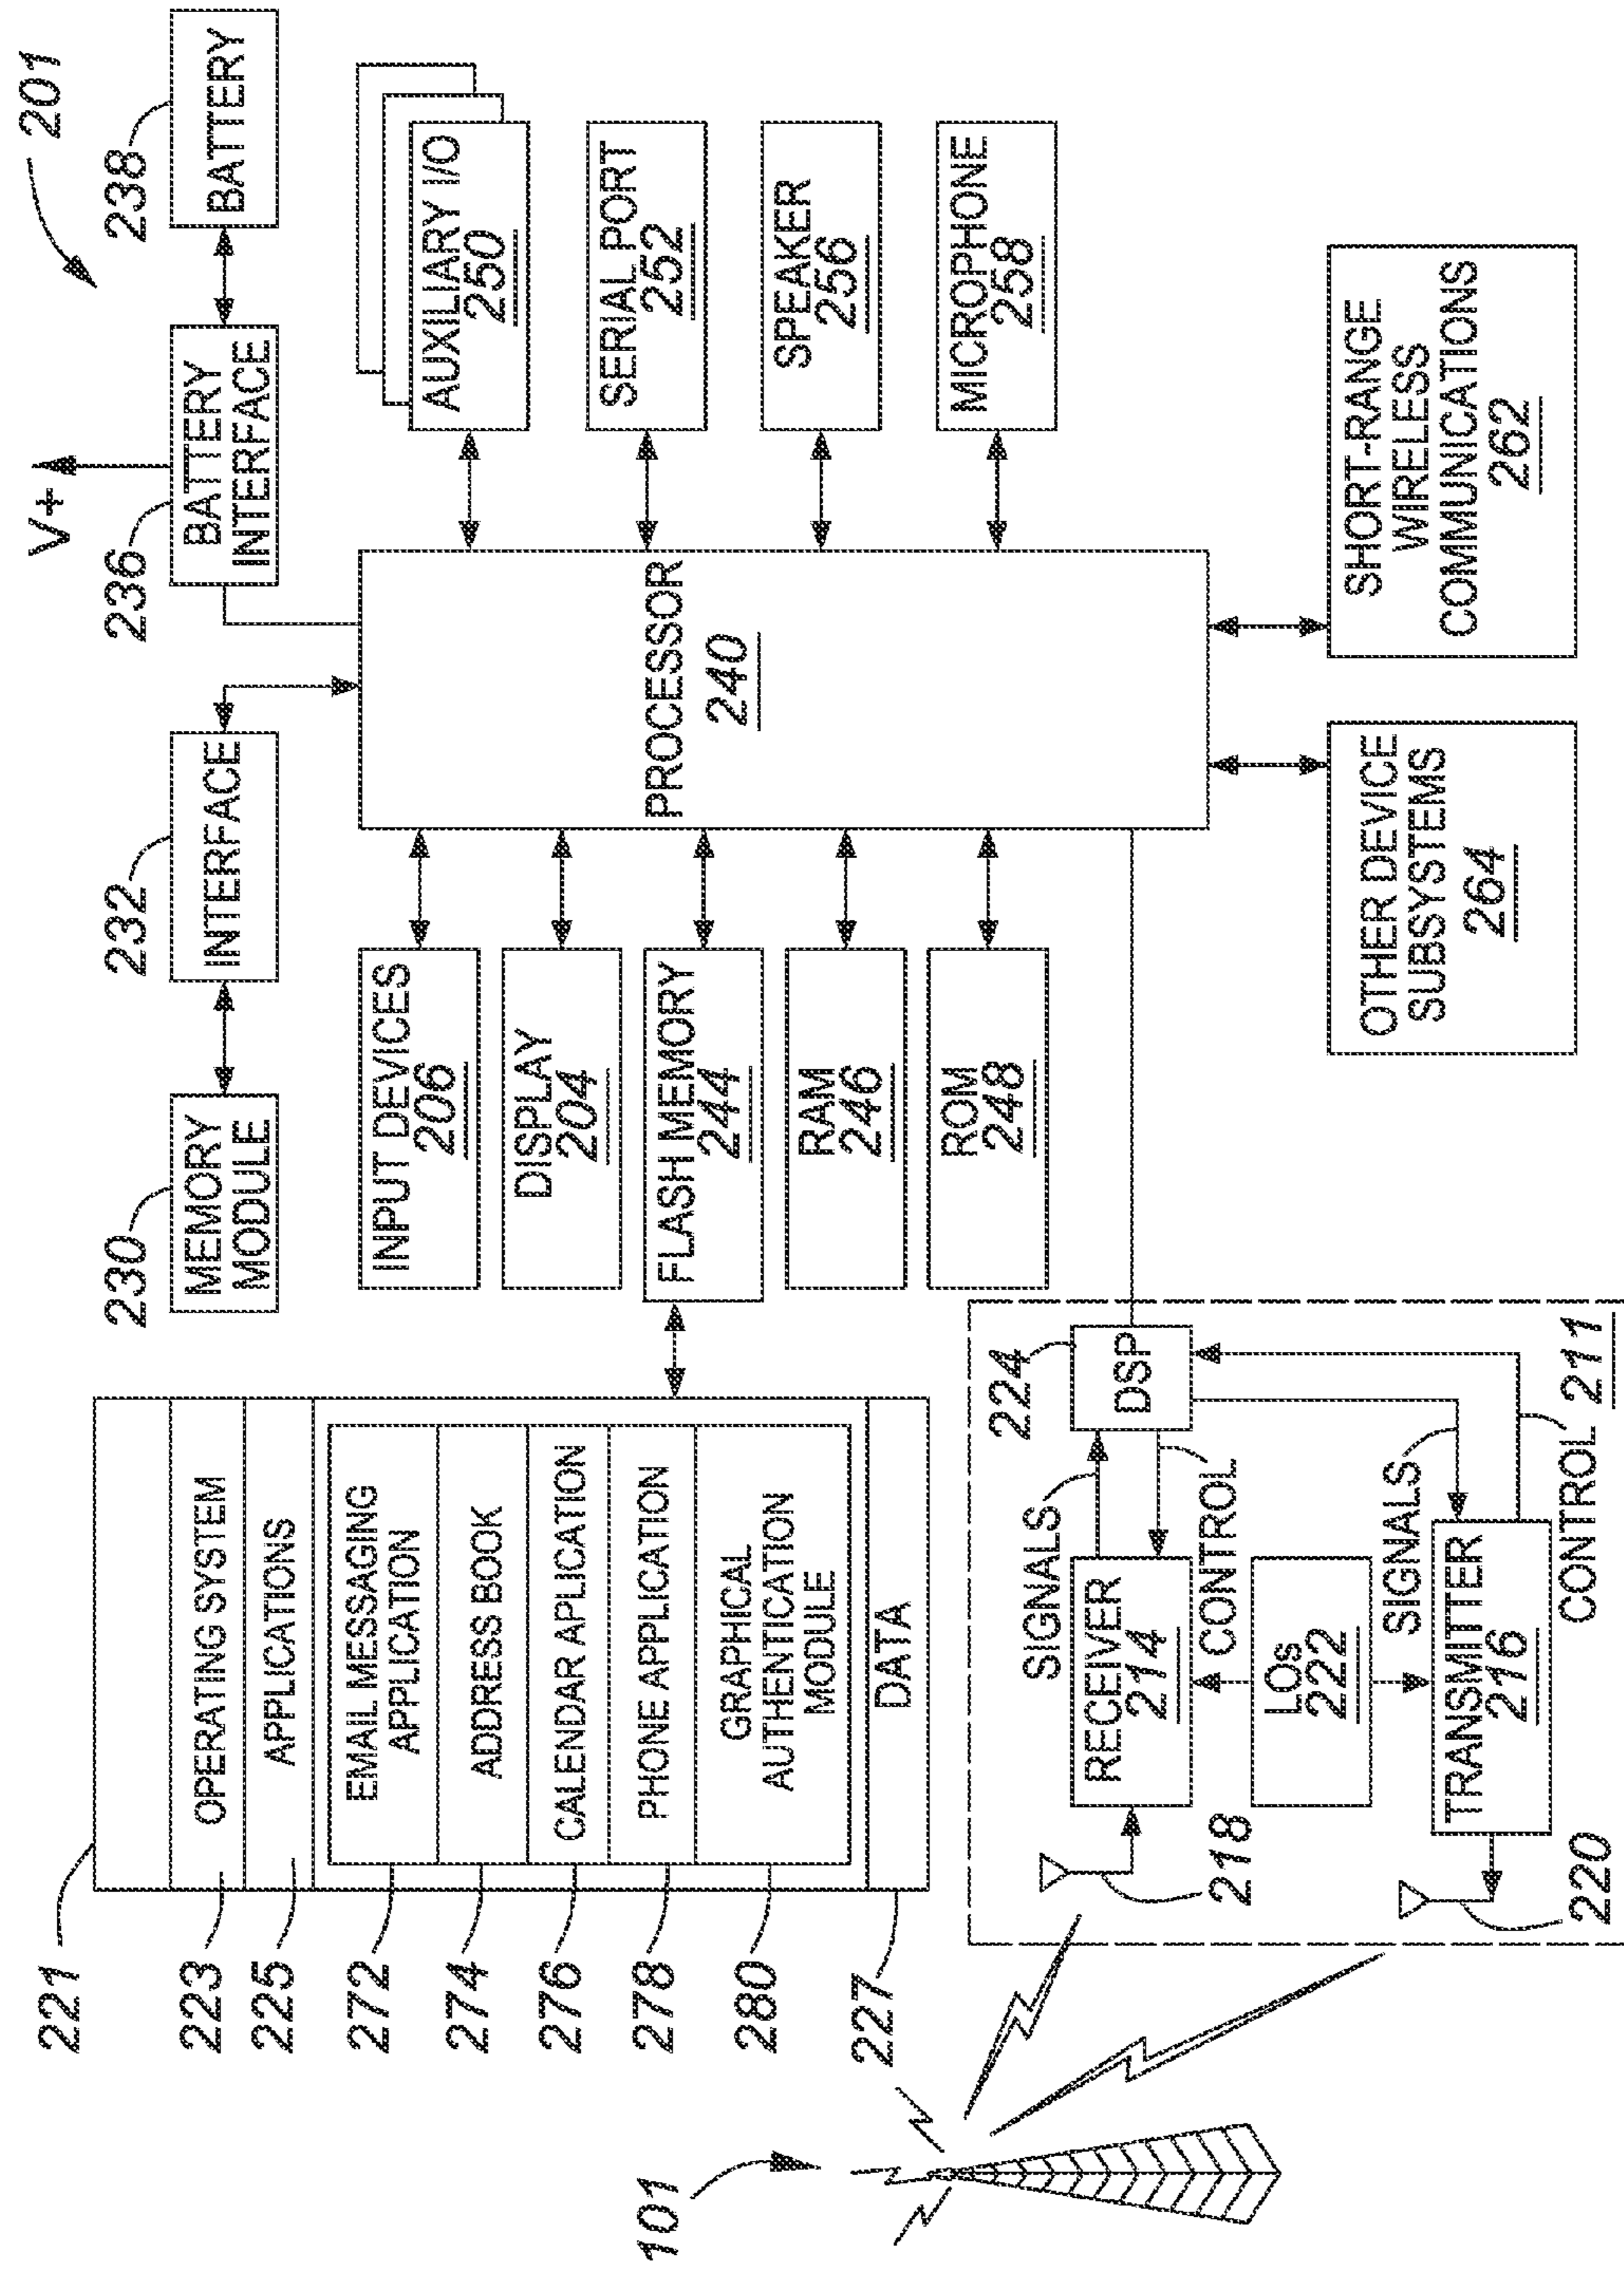 201
V+
230
232
236
238
MEMORY
MODULE
INTERFACE
BATTERY
INTERFACE
BATTERY
221
223
OPERATING SYSTEM
225
APPLICATIONS
272
EMAIL MESSAGING
APPLICATION
274
ADDRESS BOOK
276
CALENDAR APLICATION
278
PHONE APPLICATION
280
GRAPHICAL
AUTHENTICATION
MODULE
227
DATA
INPUT DEVICES
206
DISPLAY
204
FLASH MEMORY
244
RAM
246
ROM
248
PROCESSOR
240
AUXILIARY I/O
250
SERIAL PORT
252
SPEAKER
256
MICROPHONE
258
101
218
RECEIVER
214
SIGNALS
224
DSP
CONTROL
LOs
222
SIGNALS
220
TRANSMITTER
216
CONTROL
211
OTHER DEVICE
SUBSYSTEMS
264
SHORT-RANGE
WIRELESS
COMMUNICATIONS
262